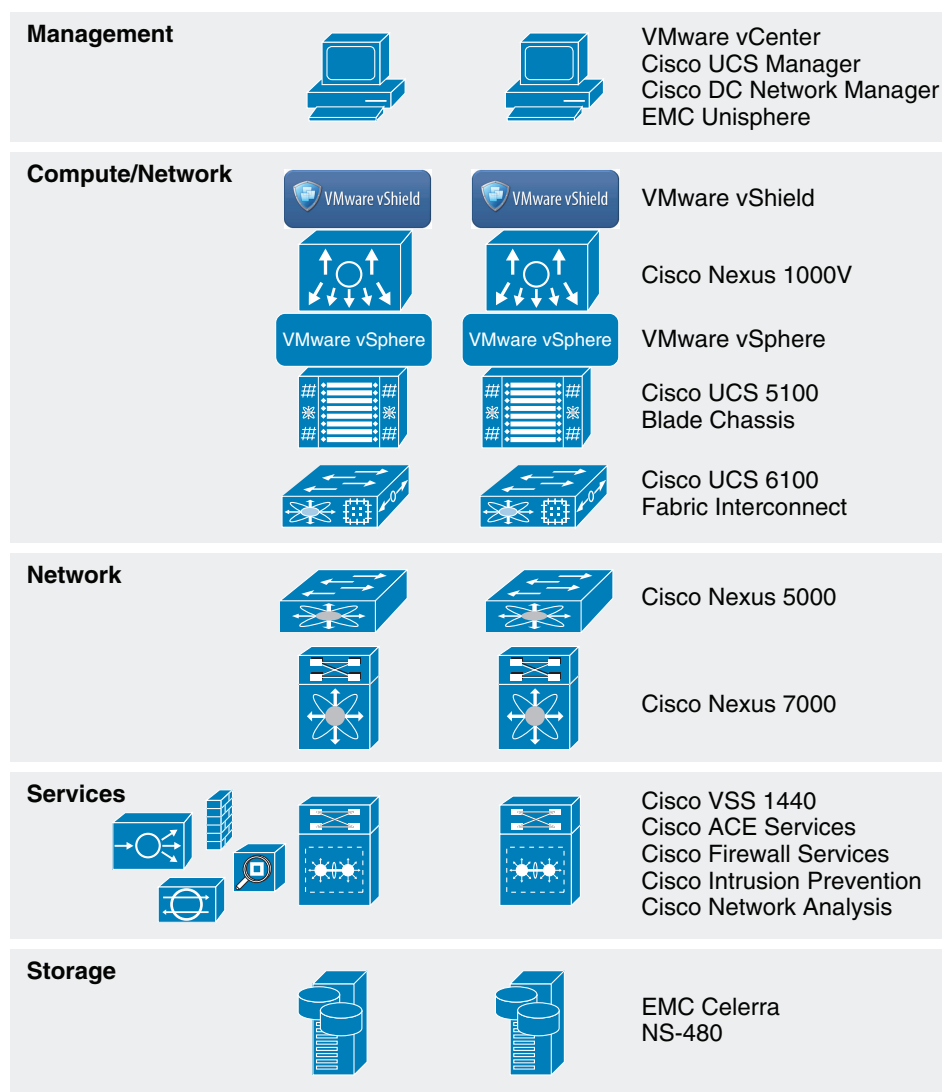 Management
VMware vCenter
Cisco UCS Manager
Cisco DC Network Manager
EMC Unisphere
Compute/Network
VMware vShield VMware vShield
VMware vShield
Cisco Nexus 1000V
VMware vSphere VMware vSphere
VMware vSphere
Cisco UCS 5100
Blade Chassis
Cisco UCS 6100
Fabric Interconnect
Network
Cisco Nexus 5000
Cisco Nexus 7000
Services
Cisco VSS 1440
Cisco ACE Services
Cisco Firewall Services
Cisco Intrusion Prevention
Cisco Network Analysis
Storage
EMC Celerra
NS-480